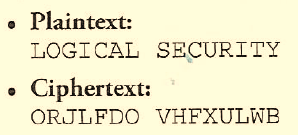 • Plaintext:
LOGICAL SECURITY
• Ciphertext:
ORJLFDO VHFXULWB